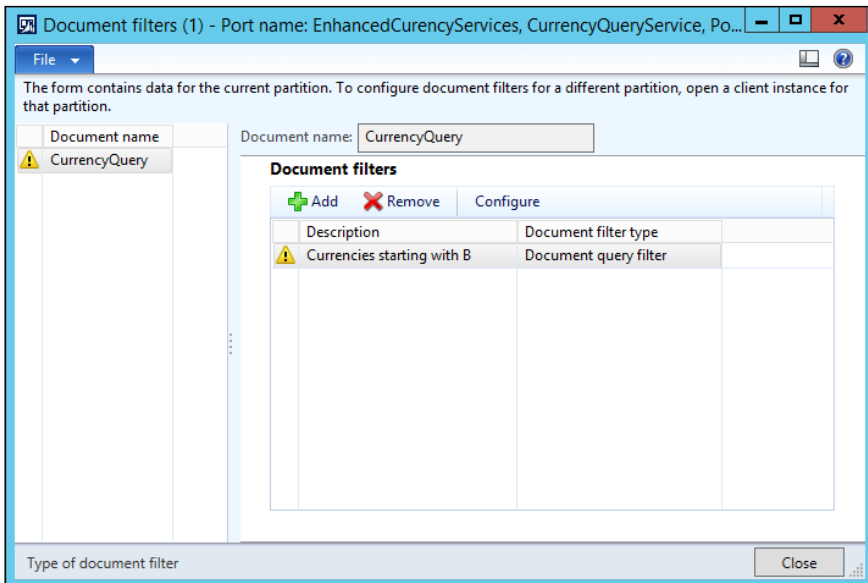 Document filters (1) - Port name: EnhancedCurencyServices, CurrencyQueryService, Po...
File
The form contains data for the current partition. To configure document filters for a different partition, open a client instance for
that partition.
Document name
CurrencyQuery
Document name: CurrencyQuery
Document filters
Add Remove Configure
Description Document filter type
Currencies starting with B Document query filter
Type of document filter
Close